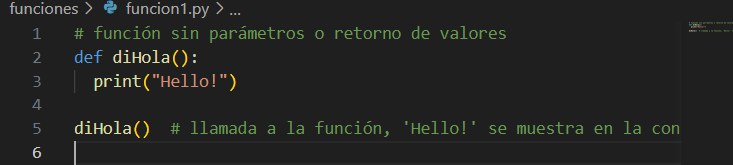 funciones > funcion1.py > ...
1 # función sin parámetros o retorno de valores
2 def diHola():
3 print("Hello!")
4
5 diHola() # llamada a la función, 'Hello!' se muestra en la con
6